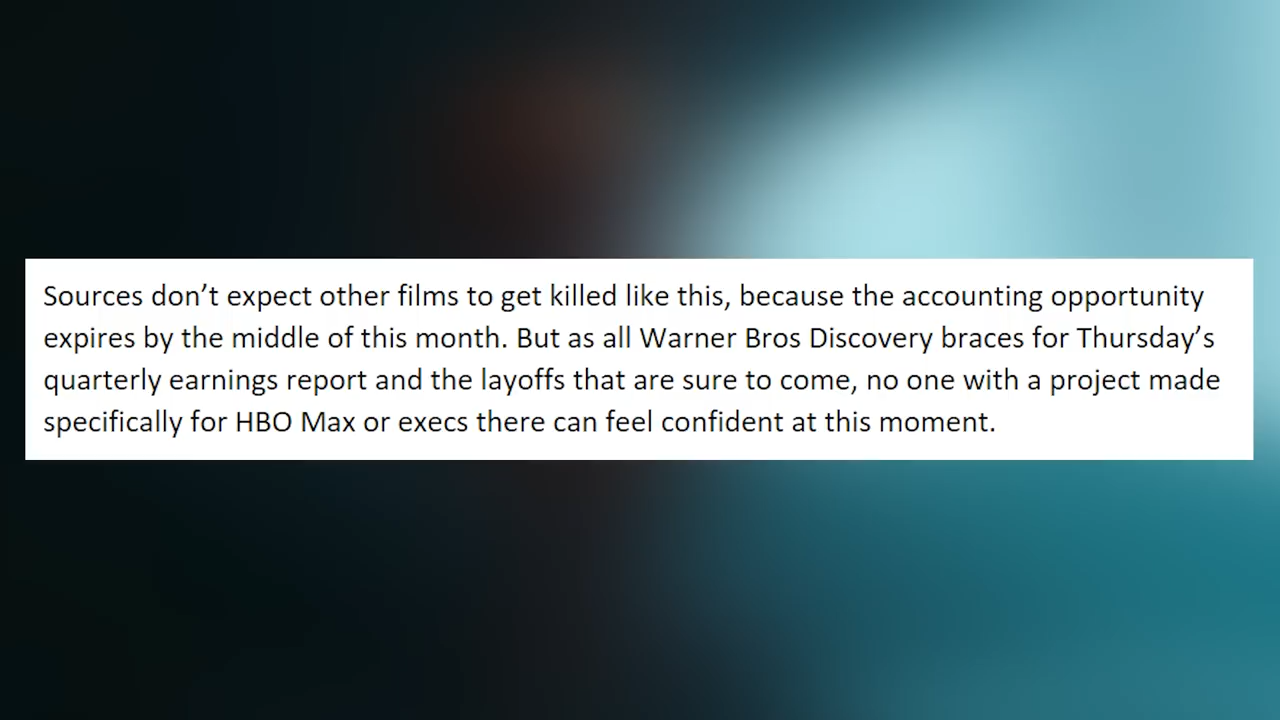 Sources don’t expect other films to get killed like this, because the accounting opportunity
expires by the middle of this month. But as all Warner Bros Discovery braces for Thursday’s
quarterly earnings report and the layoffs that are sure to come, no one with a project made
specifically for HBO Max or execs there can feel confident at this moment.